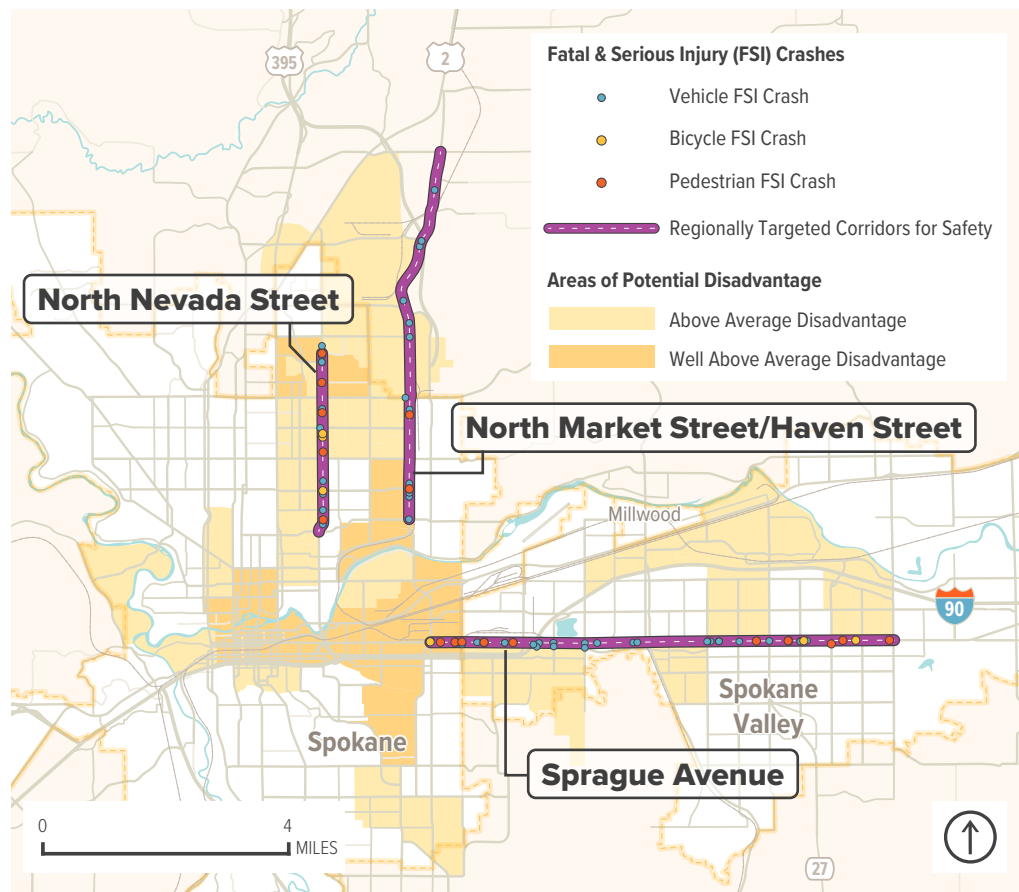 395
2
Fatal & Serious Injury (FSI) Crashes
Vehicle FSI Crash
Bicycle FSI Crash
Pedestrian FSI Crash
Regionally Targeted Corridors for Safety
Areas of Potential Disadvantage
Above Average Disadvantage
Well Above Average Disadvantage
North Nevada Street
North Market Street/Haven Street
Millwood
90
Spokane
Valley
Spokane
Sprague Avenue
0
4
MILES
27